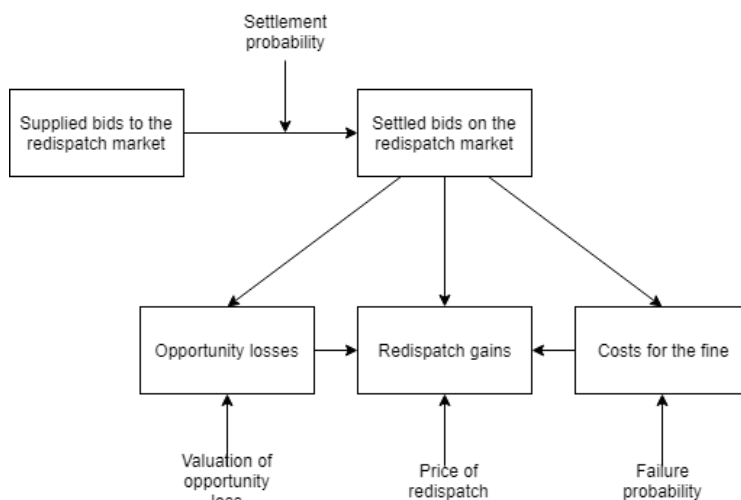 Settlement
probability
Supplied bids to the
redispatch market
Settled bids on the
redispatch market
Opportunity losses
Redispatch gains
Costs for the fine
Valuation of
opportunity
loss
Price of
redispatch
Failure
probability